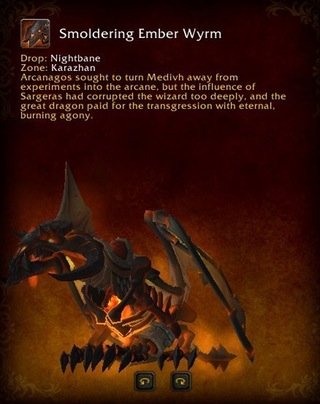 Smoldering Ember Wyrm
Drop: Nightbane
Zone: Karazhan
Arcanagos sought to turn Medivh away from
experiments into the arcane, but the influence of
Sargeras had corrupted the wizard too deeply, and the
great dragon paid for the transgression with eternal,
burning agony.